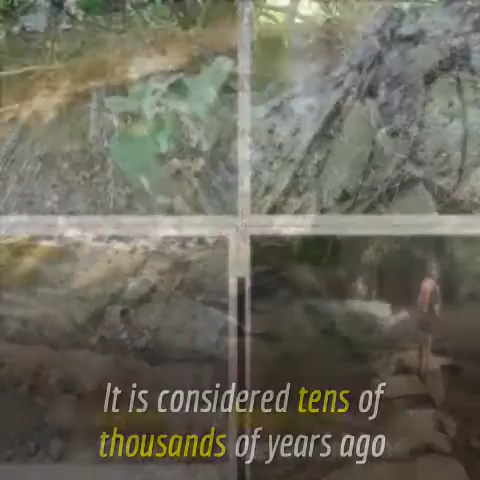 It is considered tens of
thousands of years ago